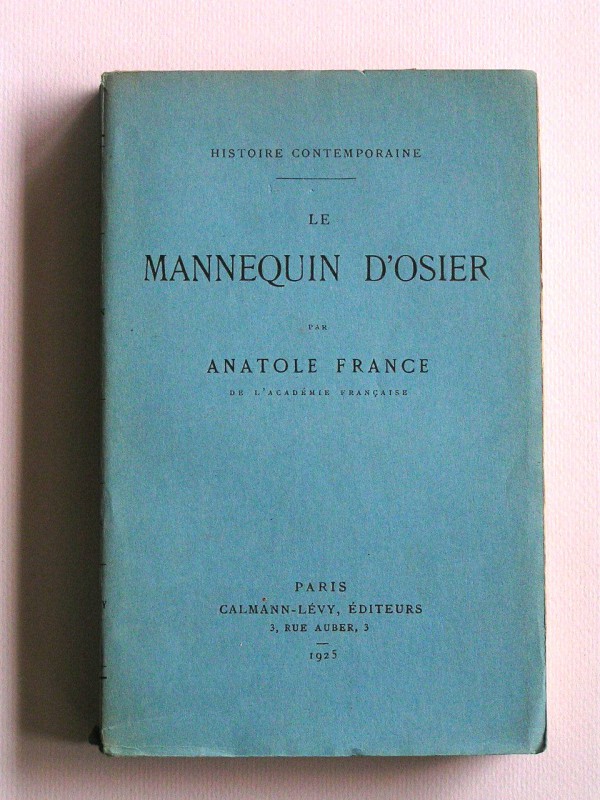 HISTOIRE CONTEMPORAINE
LE
MANNEQUIN D'OSIER
PAR
ANATOLE FRANCE
DE L'ACADÉMIE FRANÇAISE
PARIS
CALMANN-LÉVY, ÉDITEURS
3, RUE AUBER, 3
1925